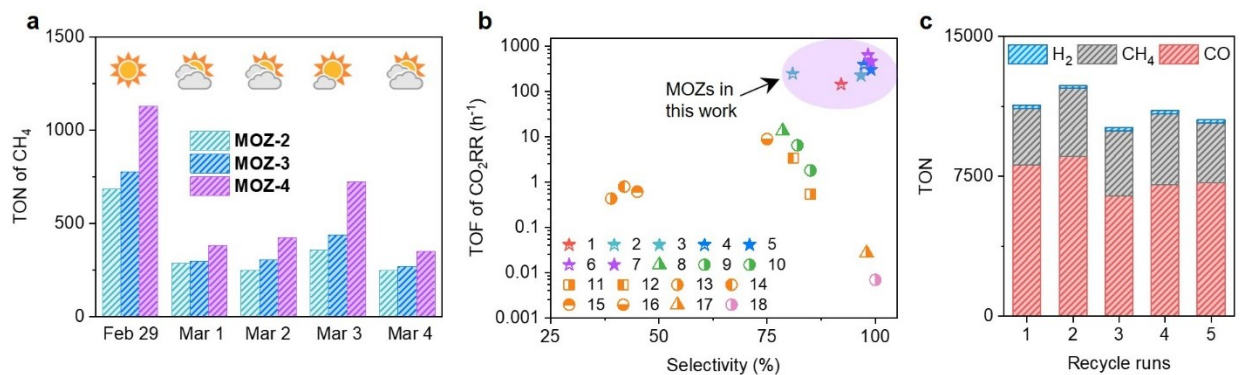 a
TON of CH4
1500
1000
500
0
MOZ-2
MOZ-3
MOZ-4
Feb 29 Mar 1 Mar 2 Mar 3 Mar 4
b
TOF of CO2RR (h-1)
1000
100
10
1
0.1
0.01
0.001
MOZs in
this work
1 2 3 4 5
6 7 8 9 10
11 12 13 14
15 16 17 18
25 50 75 100
Selectivity (%)
c
TON
15000
7500
0
H2 CH4 CO
1 2 3 4 5
Recycle runs